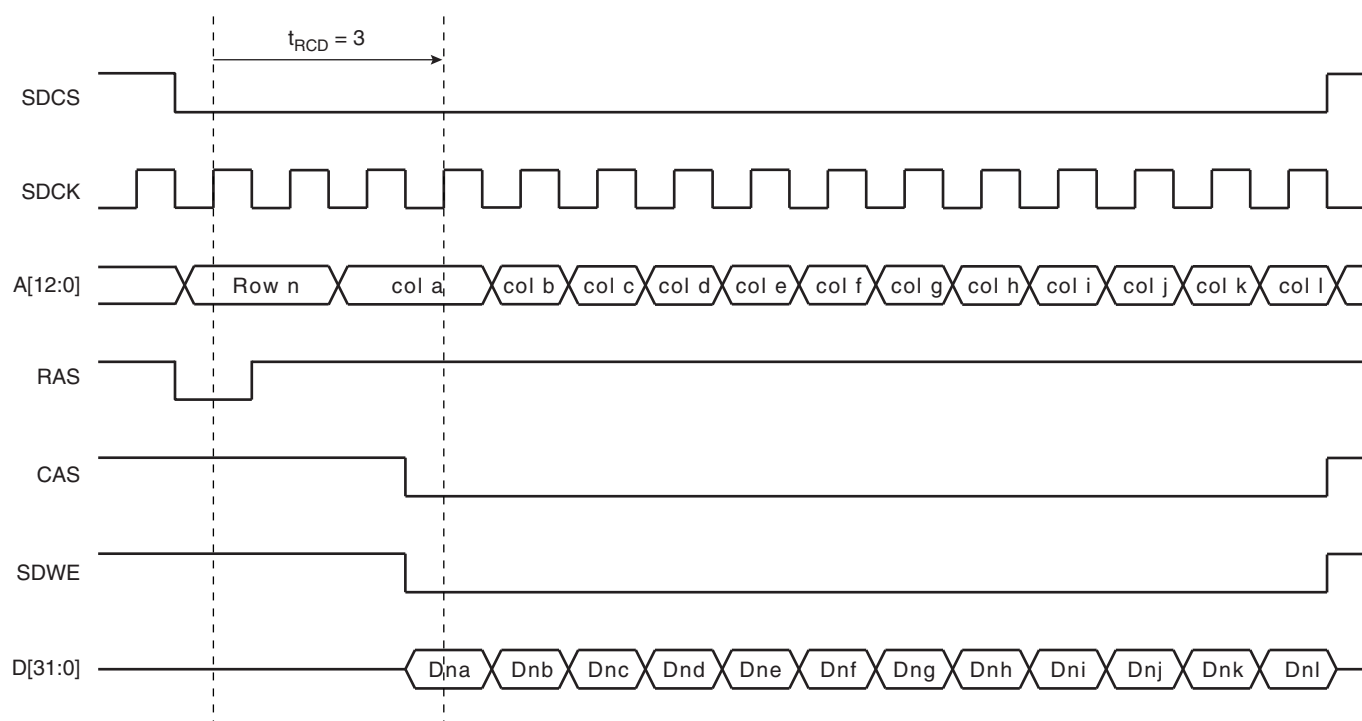 tRCD = 3
SDCS
SDCK
A[12:0] Row n col a col b col c col d col e col f col g col h col i col j col k col l
RAS
CAS
SDWE
D[31:0] Dna Dnb Dnc Dnd Dne Dnf Dng Dnh Dni Dnj Dnk Dnl